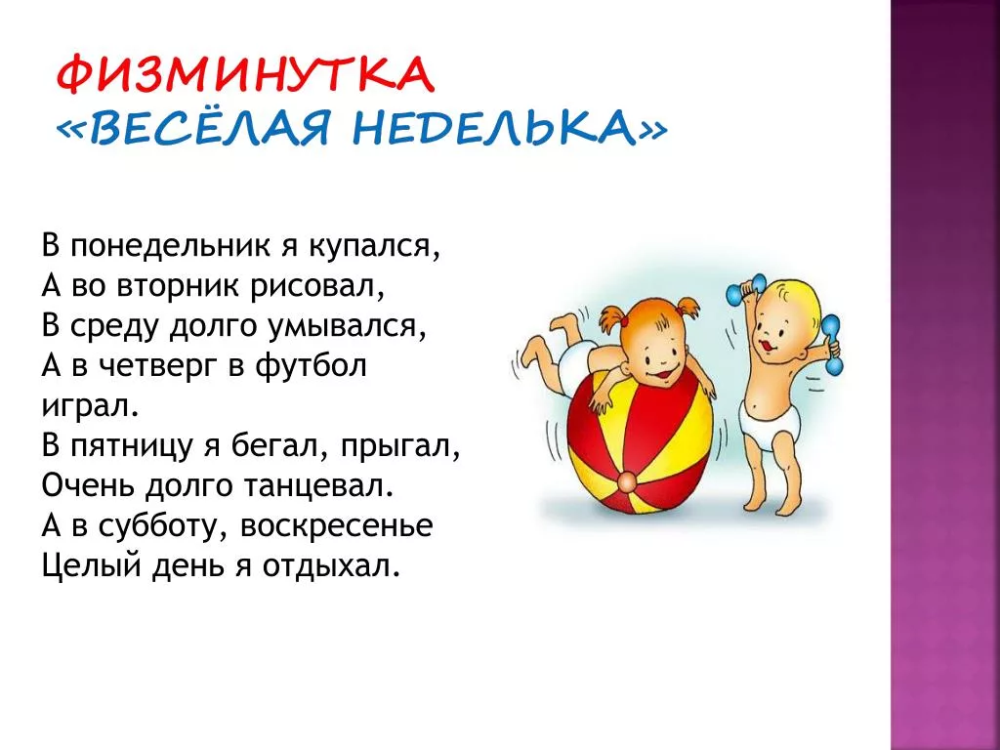 ФИЗМИНУТКА
«ВЕСЁЛАЯ НЕДЕЛЬКА»
В понедельник я купался,
А во вторник рисовал,
В среду долго умывался,
А в четверг в футбол
играл.
В пятницу я бегал, прыгал,
Очень долго танцевал.
А в субботу, воскресенье
Целый день я отдыхал.